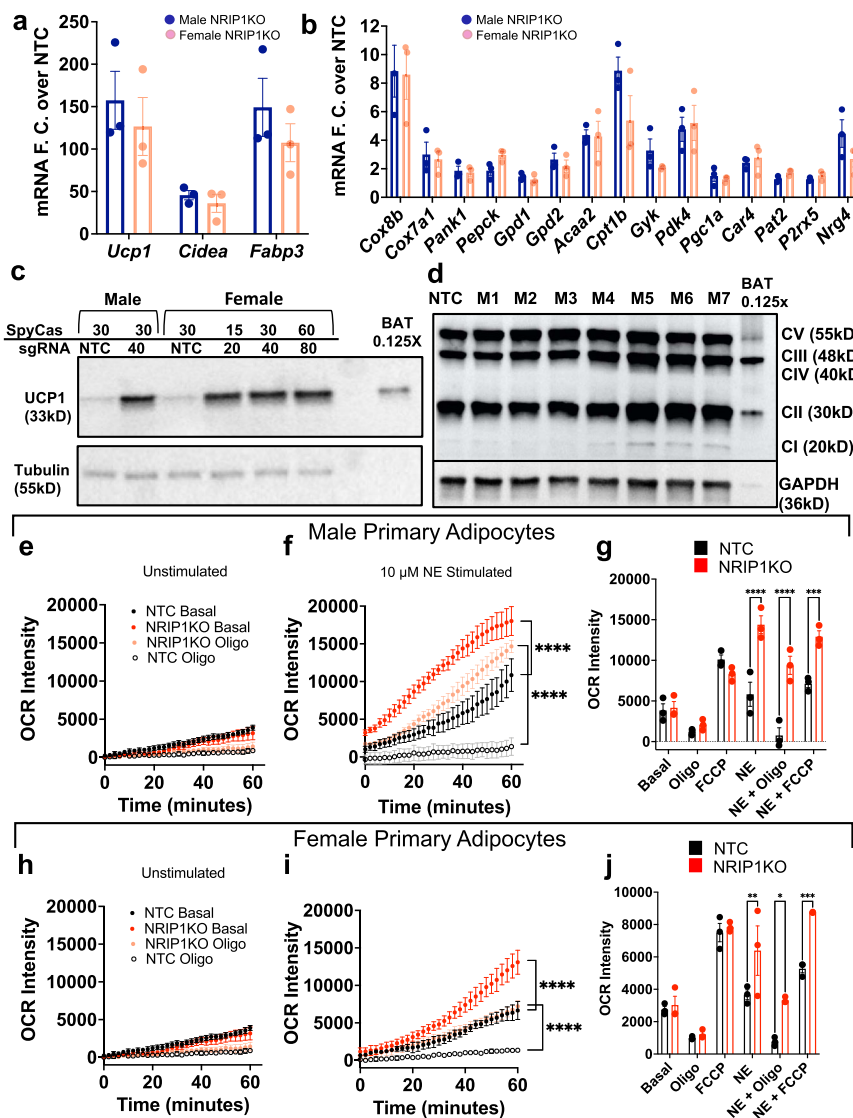 a
Male NRIP1KO
Female NRIP1KO
mRNA F. C. over NTC
250
200
150
100
50
0
Ucp1
Cidea
Fabp3
b
Male NRIP1KO
Female NRIP1KO
mRNA F. C. over NTC
12
10
8
6
4
2
0
Cox8b
Cox7a1
Pank1
Pepck
Gpd1
Gpd2
Acaa2
Cpt1b
Gyk
Pdk4
Pgc1a
Car4
Pat2
P2rx5
Nrg4
c
Male Female
SpyCas 30 30 30 15 30 60
sgRNA NTC 40 NTC 20 40 80
BAT
0.125X
UCP1
(33kD)
Tubulin
(55kD)
d
NTC M1 M2 M3 M4 M5 M6 M7
BAT
0.125x
CV (55kD)
CIII (48kD)
CIV (40kD)
CII (30kD)
CI (20kD)
GAPDH
(36kD)
Male Primary Adipocytes
e
Unstimulated
OCR Intensity
20000
15000
10000
5000
0
NTC Basal
NRIP1KO Basal
NRIP1KO Oligo
NTC Oligo
0 20 40 60
Time (minutes)
f
10 µM NE Stimulated
OCR Intensity
20000
15000
10000
5000
0
****
****
0 20 40 60
Time (minutes)
g
NTC
NRIP1KO
OCR Intensity
20000
15000
10000
5000
0
**** **** ***
Basal
Oligo
FCCP
NE
NE + Oligo
NE + FCCP
Female Primary Adipocytes
h
Unstimulated
OCR Intensity
20000
15000
10000
5000
0
NTC Basal
NRIP1KO Basal
NRIP1KO Oligo
NTC Oligo
0 20 40 60
Time (minutes)
i
OCR Intensity
20000
15000
10000
5000
0
****
****
0 20 40 60
Time (minutes)
j
NTC
NRIP1KO
OCR Intensity
10000
8000
6000
4000
2000
0
** * ***
Basal
Oligo
FCCP
NE
NE + Oligo
NE + FCCP